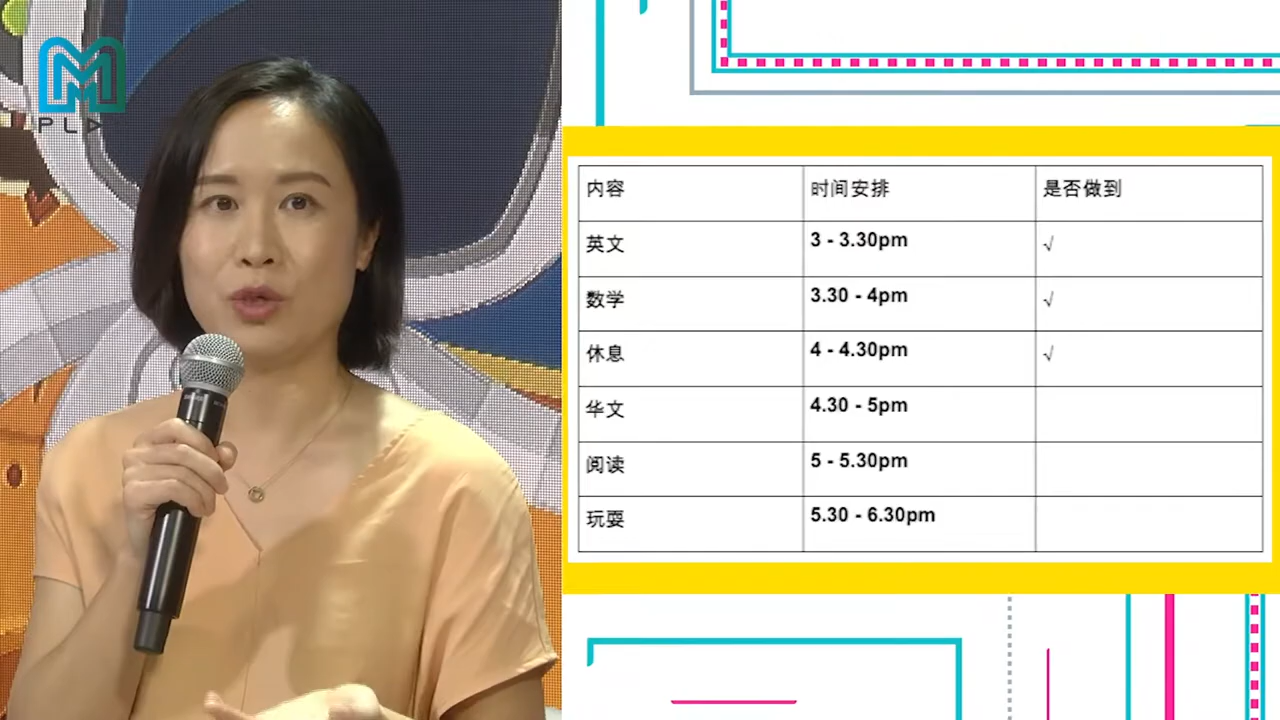 M
PLAY
内容 时间安排 是否做到
英文 3 - 3.30pm √
数学 3.30 - 4pm √
休息 4 - 4.30pm √
华文 4.30 - 5pm
阅读 5 - 5.30pm
玩耍 5.30 - 6.30pm